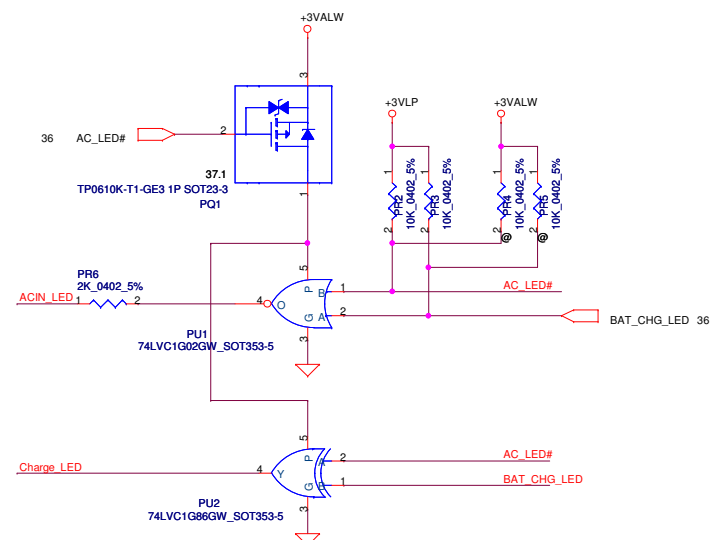 +3VALW
3
36 AC_LED# 2
37.1
TP0610K-T1-GE3 1P SOT23-3
PQ1
1
+3VLP +3VALW
1 1 1 1
PR2 10K_0402_5%
PR3 10K_0402_5%
PR4 10K_0402_5%
PR5 10K_0402_5%
2 2 2 2
@ @
PR6
2K_0402_5%
ACIN_LED 1 2
5
4 O P B 1 AC_LED#
G A 2 BAT_CHG_LED 36
3
PU1
74LVC1G02GW_SOT353-5
5
Charge_LED 4 Y P A 2 AC_LED#
G B 1 BAT_CHG_LED
3
PU2
74LVC1G86GW_SOT353-5